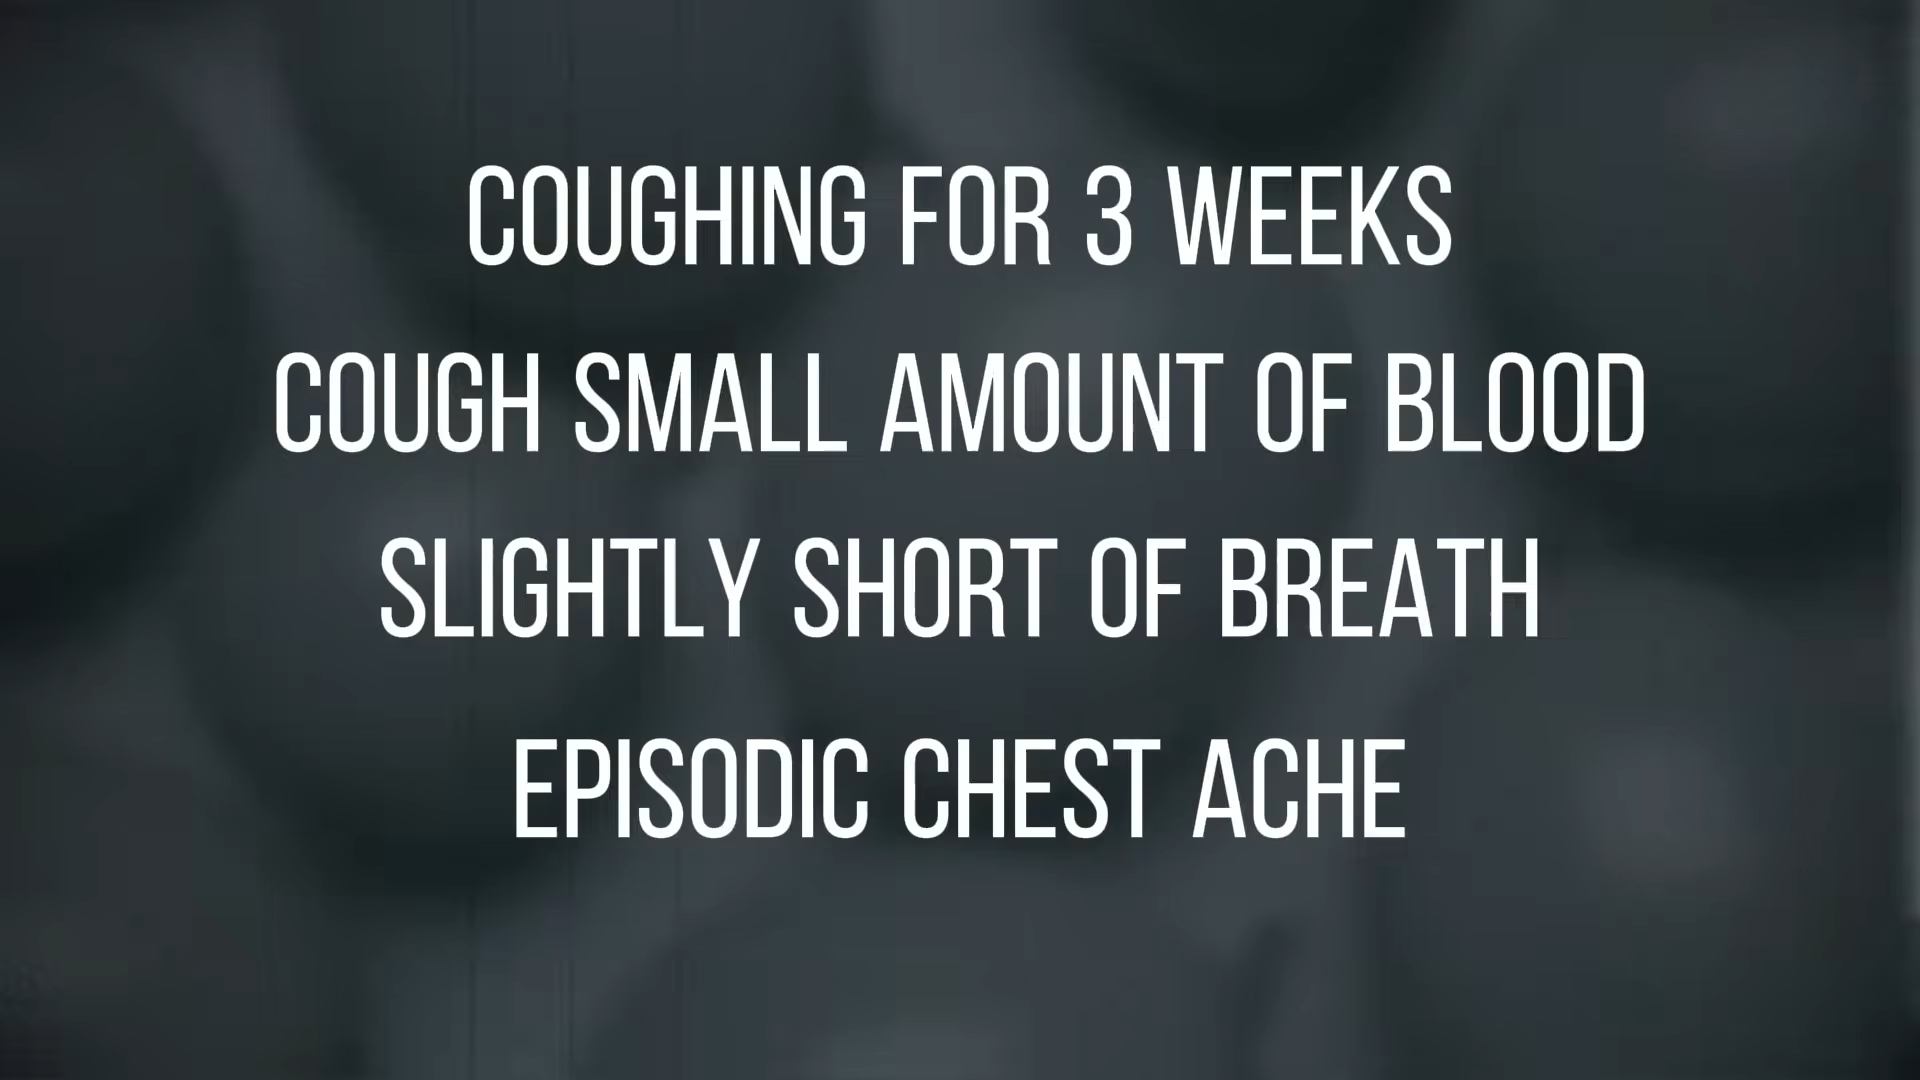 COUGHING FOR 3 WEEKS
COUGH SMALL AMOUNT OF BLOOD
SLIGHTLY SHORT OF BREATH
EPISODIC CHEST ACHE